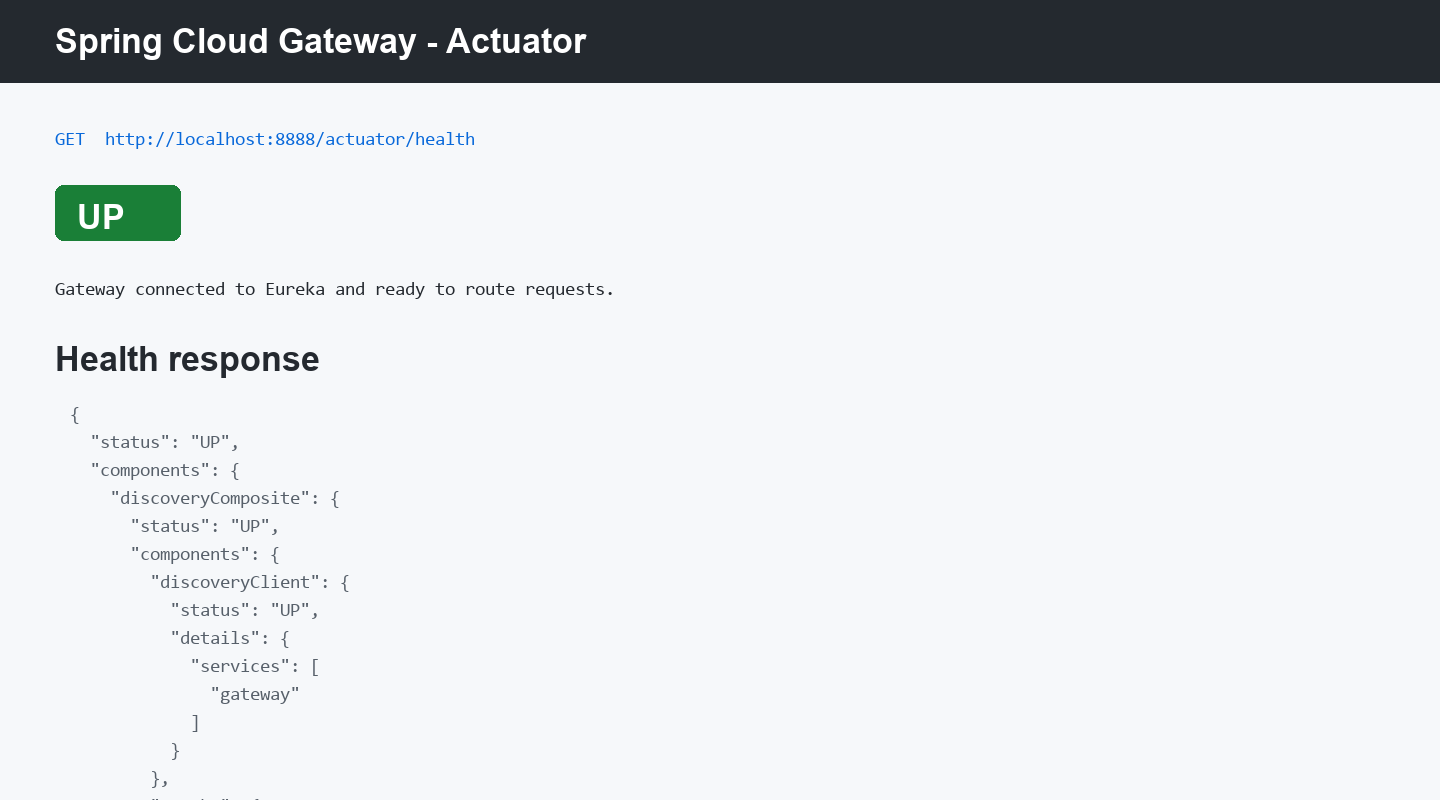 Spring Cloud Gateway - Actuator
GET  http://localhost:8888/actuator/health
UP
Gateway connected to Eureka and ready to route requests.
Health response
{
  "status": "UP",
  "components": {
    "discoveryComposite": {
      "status": "UP",
      "components": {
        "discoveryClient": {
          "status": "UP",
          "details": {
            "services": [
              "gateway"
            ]
          }
        },